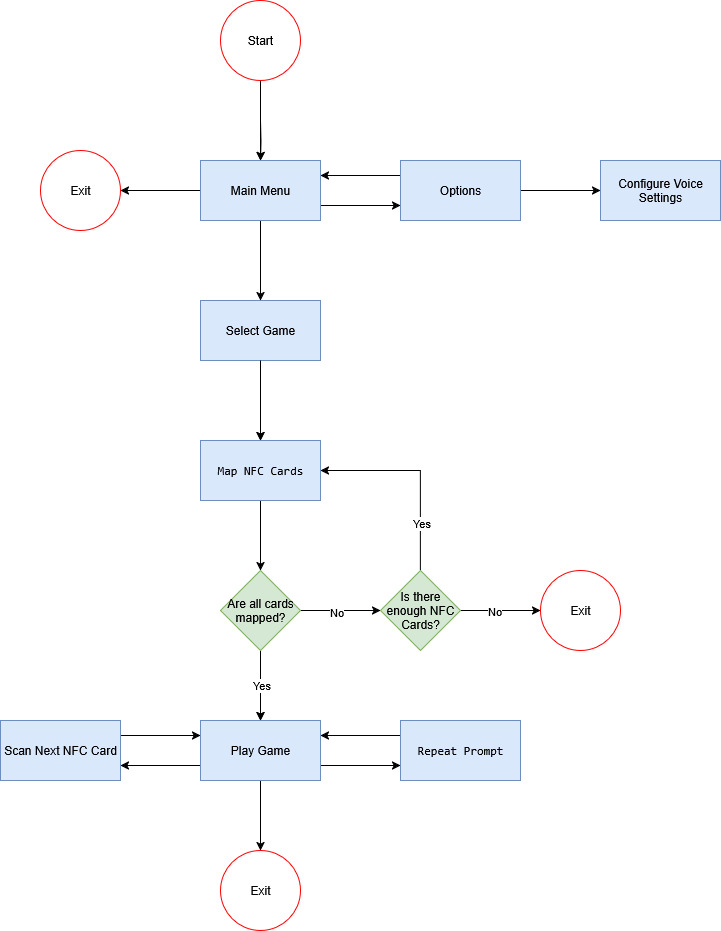 Start
Exit
Main Menu
Options
Configure Voice
Settings
Select Game
Map NFC Cards
Yes
Are all cards
mapped?
No
Is there
enough NFC
Cards?
No
Exit
Yes
Scan Next NFC Card
Play Game
Repeat Prompt
Exit